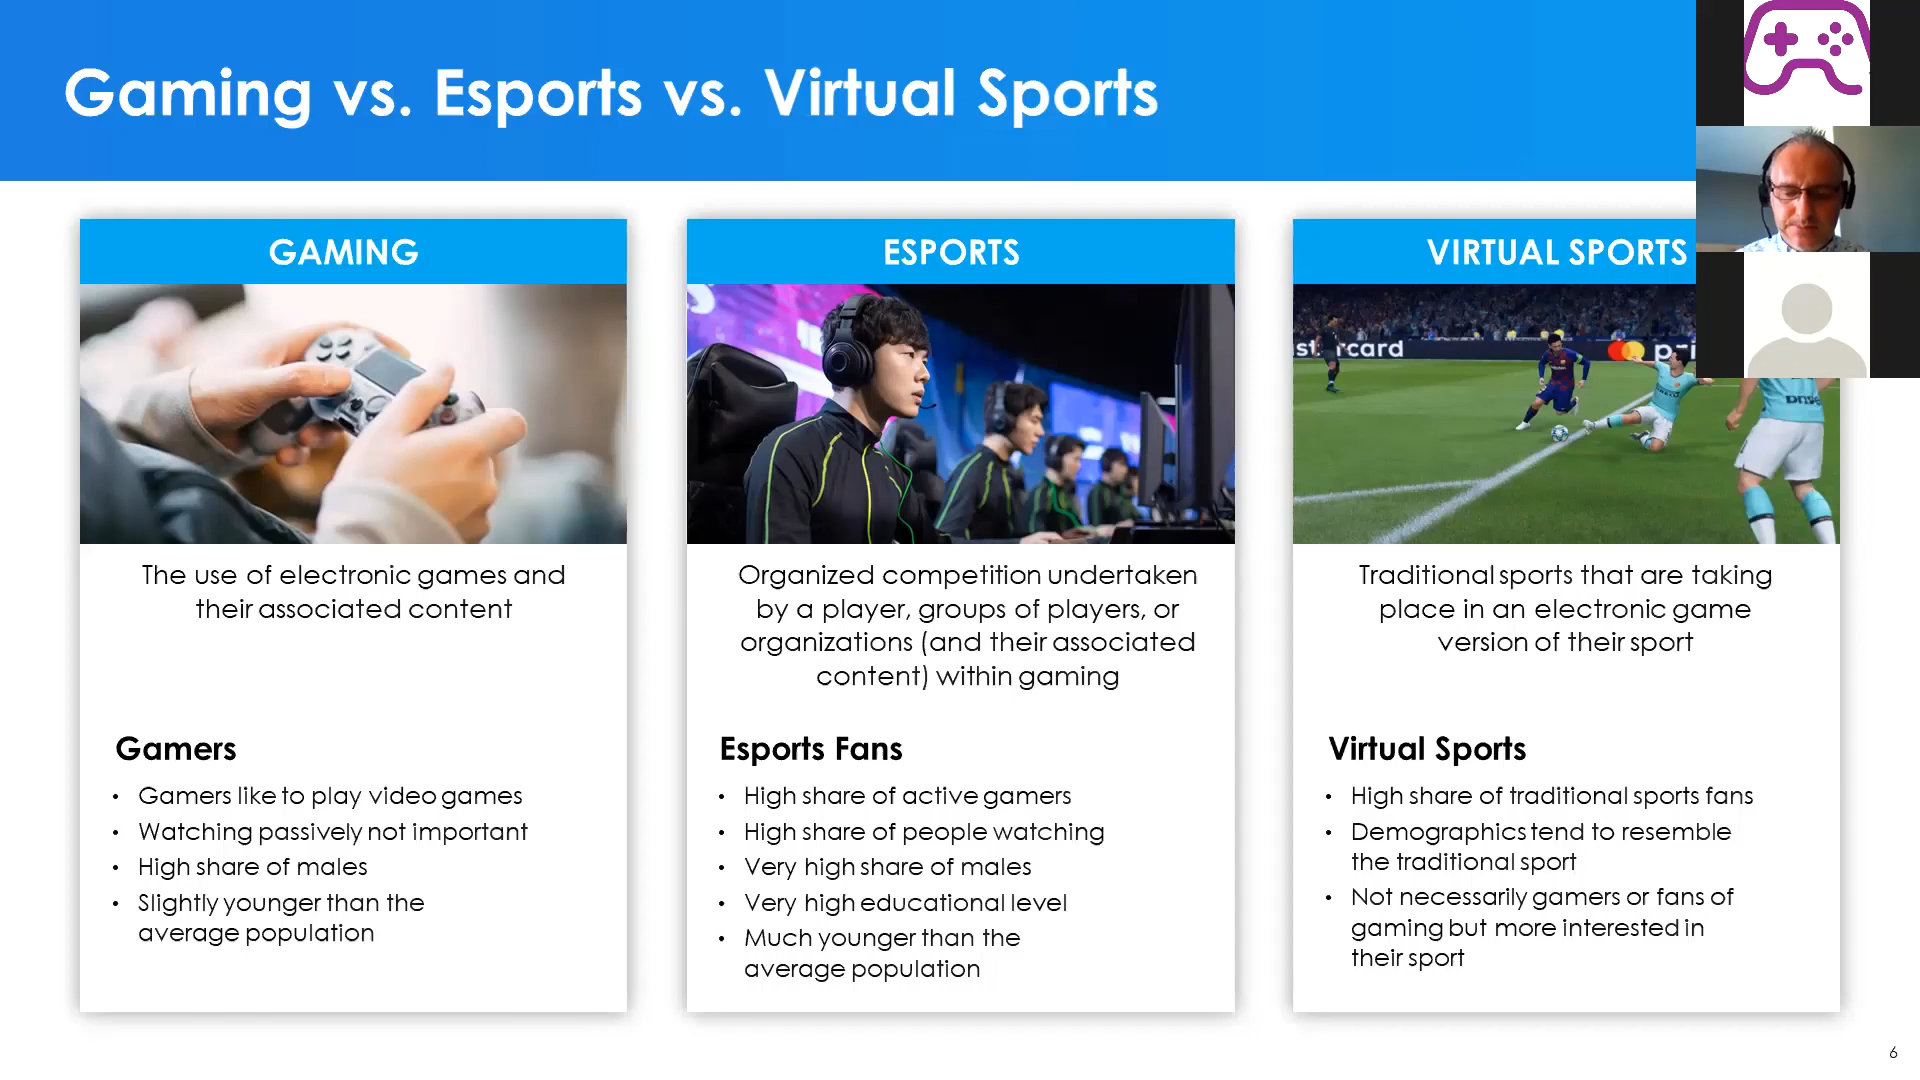 Gaming vs. Esports vs. Virtual Sports
GAMING
The use of electronic games and
their associated content
Gamers
• Gamers like to play video games
• Watching passively not important
• High share of males
• Slightly younger than the
average population
ESPORTS
Organized competition undertaken
by a player, groups of players, or
organizations (and their associated
content) within gaming
Esports Fans
• High share of active gamers
• High share of people watching
• Very high share of males
• Very high educational level
• Much younger than the
average population
VIRTUAL SPORTS
stercard
Traditional sports that are taking
place in an electronic game
version of their sport
Virtual Sports
• High share of traditional sports fans
• Demographics tend to resemble
the traditional sport
• Not necessarily gamers or fans of
gaming but more interested in
their sport
6